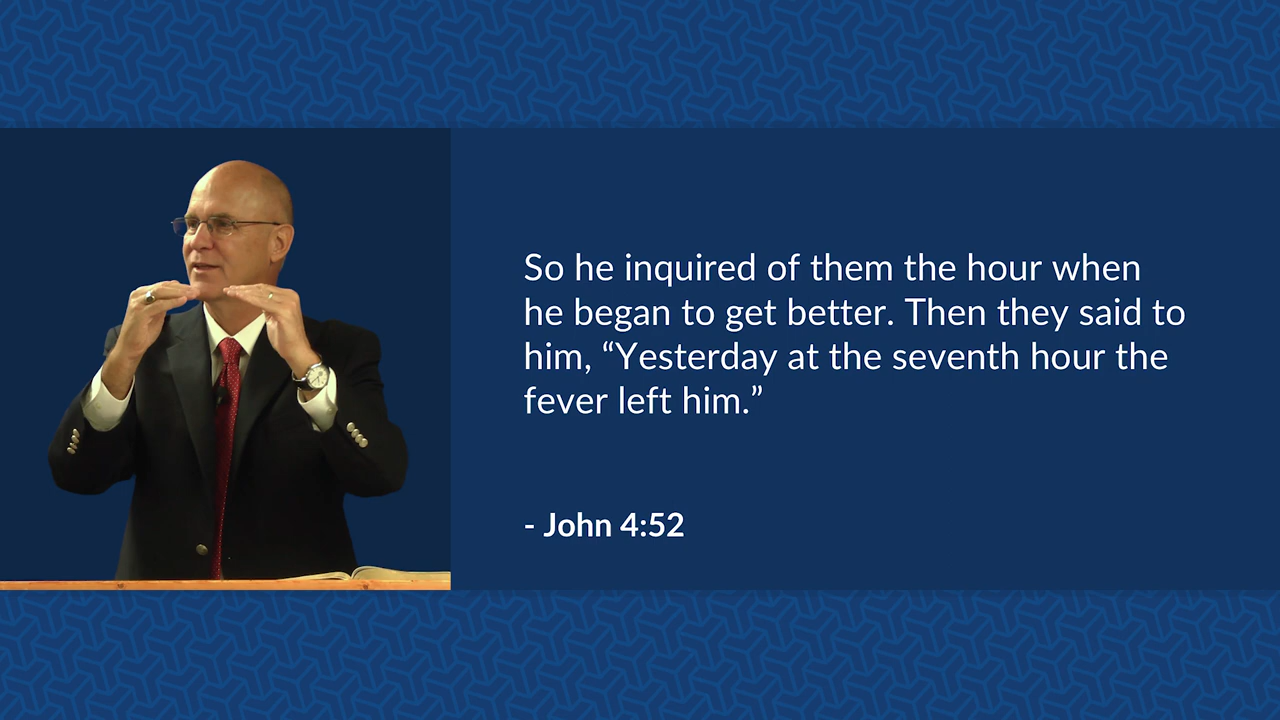 So he inquired of them the hour when
he began to get better. Then they said to
him, “Yesterday at the seventh hour the
fever left him.”
- John 4:52